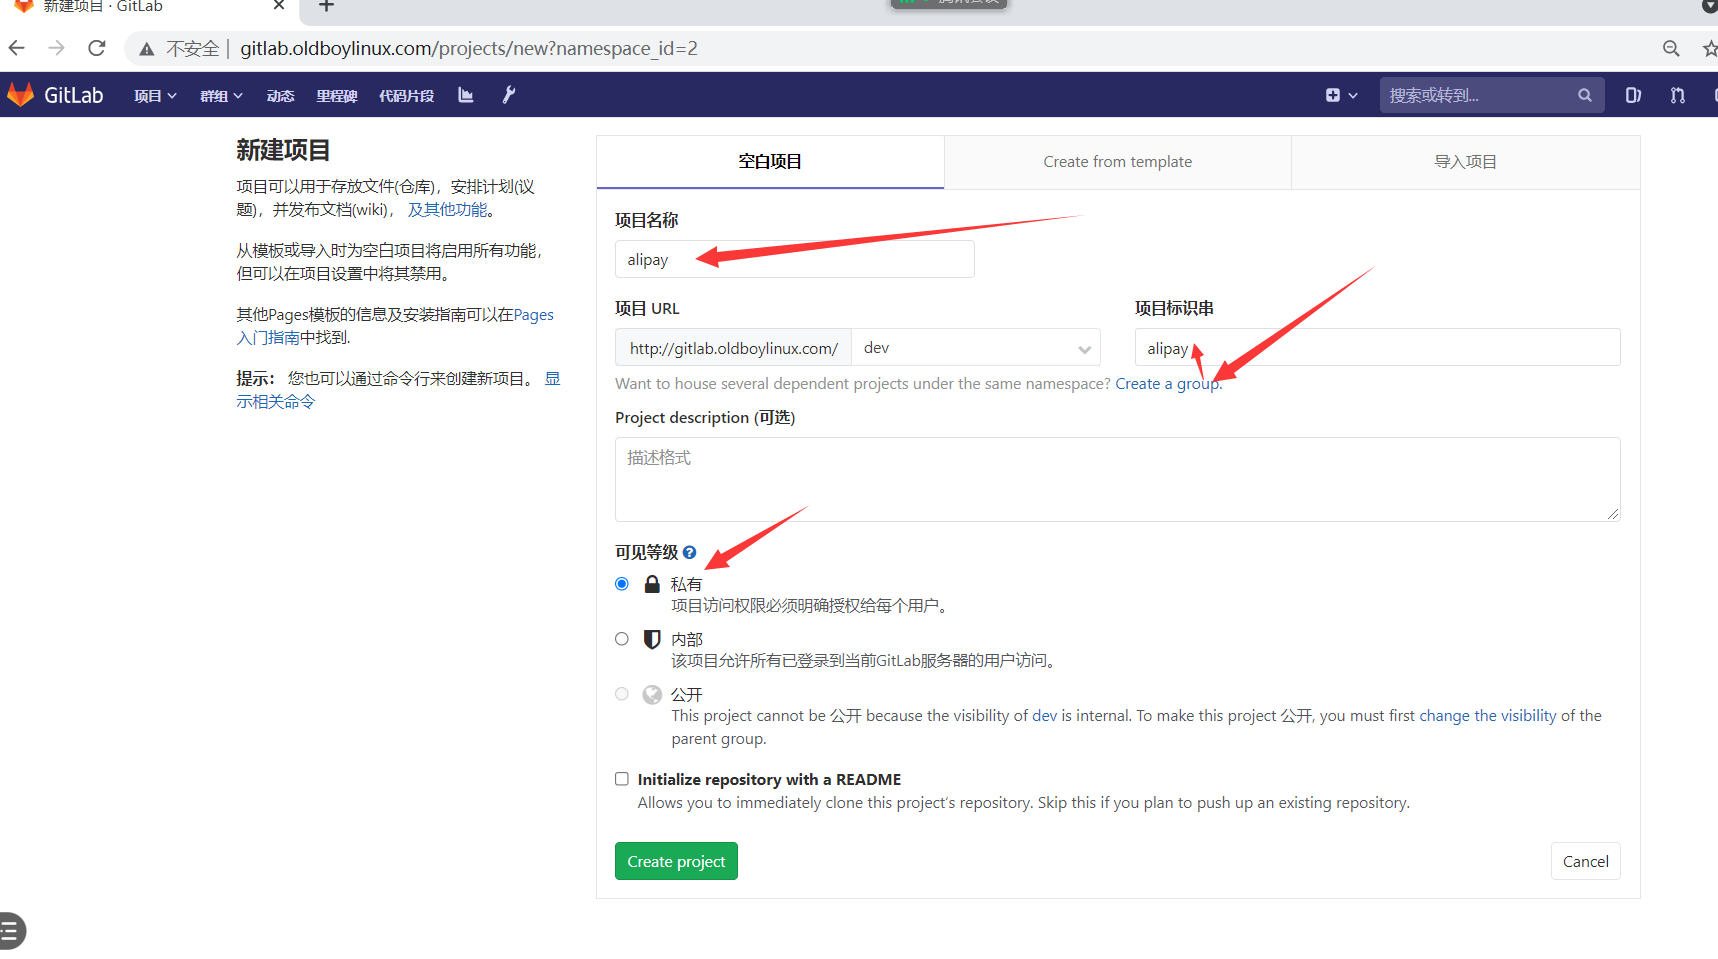 新建项目 · GitLab
不安全 | gitlab.oldboylinux.com/projects/new?namespace_id=2
GitLab 项目 群组 动态 里程碑 代码片段 搜索或转到...
新建项目
项目可以用于存放文件(仓库)，安排计划(议
题)，并发布文档(wiki)， 及其他功能。
从模板或导入时为空白项目将启用所有功能，
但可以在项目设置中将其禁用。
其他Pages模板的信息及安装指南可以在Pages
入门指南中找到.
提示： 您也可以通过命令行来创建新项目。 显
示相关命令
空白项目 Create from template 导入项目
项目名称
alipay
项目 URL 项目标识串
http://gitlab.oldboylinux.com/ dev alipay
Want to house several dependent projects under the same namespace? Create a group.
Project description (可选)
描述格式
可见等级
私有
项目访问权限必须明确授权给每个用户。
内部
该项目允许所有已登录到当前GitLab服务器的用户访问。
公开
This project cannot be 公开 because the visibility of dev is internal. To make this project 公开, you must first change the visibility of the
parent group.
Initialize repository with a README
Allows you to immediately clone this project’s repository. Skip this if you plan to push up an existing repository.
Create project Cancel